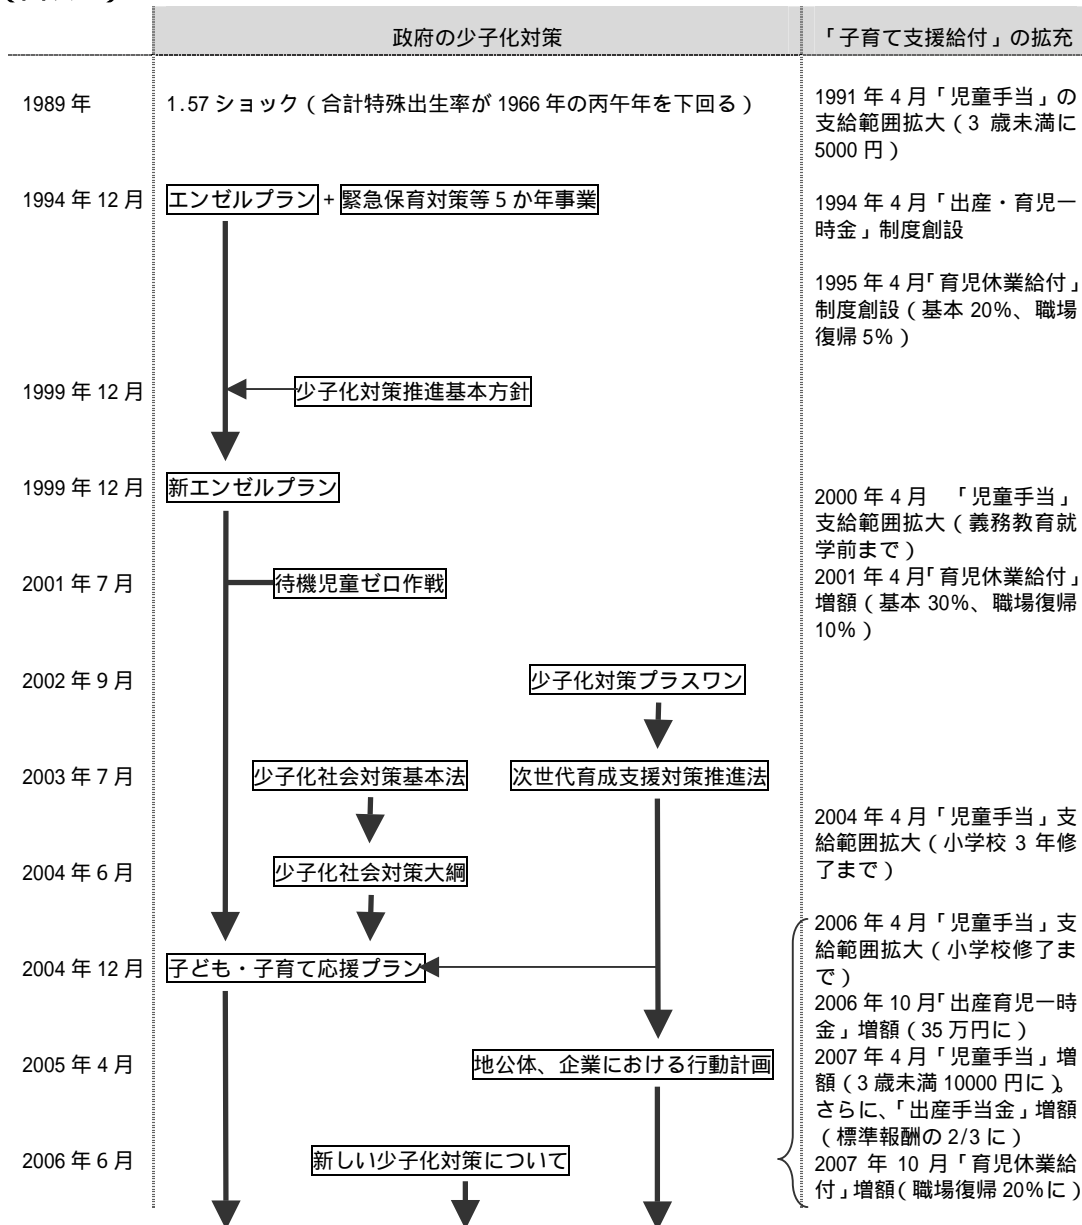 政府の少子化対策
「子育て支援給付」の拡充
1989 年
1.57 ショック（合計特殊出生率が 1966 年の丙午年を下回る）
1991 年 4 月「児童手当」の
支給範囲拡大（3 歳未満に
5000 円）
1994 年 12 月
エンゼルプラン + 緊急保育対策等 5 か年事業
1994 年 4 月「出産・育児一
時金」制度創設
1995 年 4 月「育児休業給付」
制度創設（基本 20%、職場
復帰 5%）
1999 年 12 月
少子化対策推進基本方針
1999 年 12 月
新エンゼルプラン
2000 年 4 月　「児童手当」
支給範囲拡大（義務教育就
学前まで）
2001 年 7 月
待機児童ゼロ作戦
2001 年 4 月「育児休業給付」
増額（基本 30%、職場復帰
10%）
2002 年 9 月
少子化対策プラスワン
2003 年 7 月
少子化社会対策基本法
次世代育成支援対策推進法
2004 年 4 月「児童手当」支
給範囲拡大（小学校 3 年修
了まで）
2004 年 6 月
少子化社会対策大綱
2004 年 12 月
子ども・子育て応援プラン
2006 年 4 月「児童手当」支
給範囲拡大（小学校修了ま
で）
2006 年 10 月「出産育児一時
金」増額（35 万円に）
2005 年 4 月
地公体、企業における行動計画
2007 年 4 月「児童手当」増
額（3 歳未満 10000 円に）。
さらに、「出産手当金」増額
（標準報酬の 2/3 に）
2006 年 6 月
新しい少子化対策について
2007 年 10 月「育児休業給
付」増額（職場復帰 20%に）